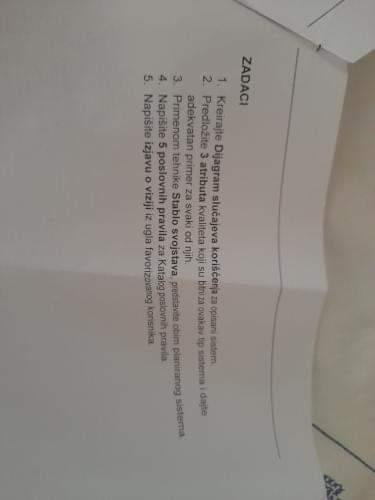 ZADACI
1. Kreirajte Dijagram slučajeva korišćenja za opisani sistem.
2. Predložite 3 atributa kvaliteta koji su bitni za ovakav tip sistema i dajte
adekvatan primer za svaki od njih.
3. Primenom tehnike Stablo svojstava, predstavite obim planiranog sistema.
4. Napišite 5 poslovnih pravila za Katalog poslovnih pravila.
5. Napišite izjavu o viziji iz ugla favorizovanog korisnika.